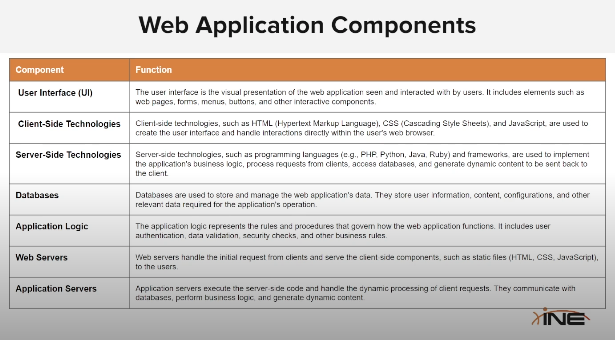 Web Application Components
Component Function
User Interface (UI) The user interface is the visual presentation of the web application seen and interacted with by users. It includes elements such as
web pages, forms, menus, buttons, and other interactive components.
Client-Side Technologies Client-side technologies, such as HTML (Hypertext Markup Language), CSS (Cascading Style Sheets), and JavaScript, are used to
create the user interface and handle interactions directly within the user's web browser.
Server-Side Technologies Server-side technologies, such as programming languages (e.g., PHP, Python, Java, Ruby) and frameworks, are used to implement
the application's business logic, process requests from clients, access databases, and generate dynamic content to be sent back to
the client.
Databases Databases are used to store and manage the web application's data. They store user information, content, configurations, and other
relevant data required for the application's operation.
Application Logic The application logic represents the rules and procedures that govern how the web application functions. It includes user
authentication, data validation, security checks, and other business rules.
Web Servers Web servers handle the initial request from clients and serve the client-side components, such as static files (HTML, CSS, JavaScript),
to the users.
Application Servers Application servers execute the server-side code and handle the dynamic processing of client requests. They communicate with
databases, perform business logic, and generate dynamic content.
INE